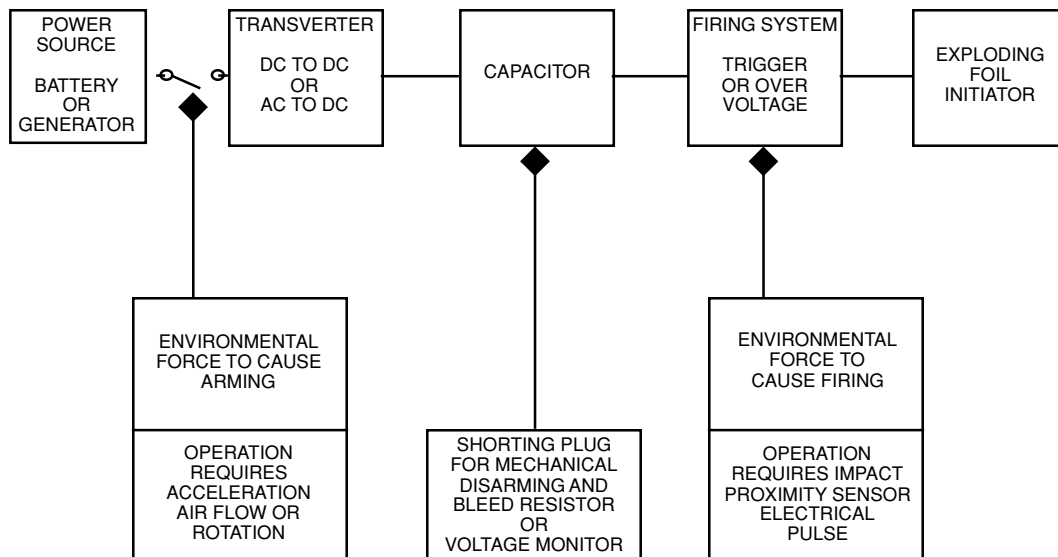 POWER
SOURCE
BATTERY
OR
GENERATOR
TRANSVERTER
DC TO DC
OR
AC TO DC
CAPACITOR
FIRING SYSTEM
TRIGGER
OR OVER
VOLTAGE
EXPLODING
FOIL
INITIATOR
ENVIRONMENTAL
FORCE TO CAUSE
ARMING
OPERATION
REQUIRES
ACCELERATION
AIR FLOW OR
ROTATION
SHORTING PLUG
FOR MECHANICAL
DISARMING AND
BLEED RESISTOR
OR
VOLTAGE MONITOR
ENVIRONMENTAL
FORCE TO
CAUSE FIRING
OPERATION
REQUIRES IMPACT
PROXIMITY SENSOR
ELECTRICAL
PULSE